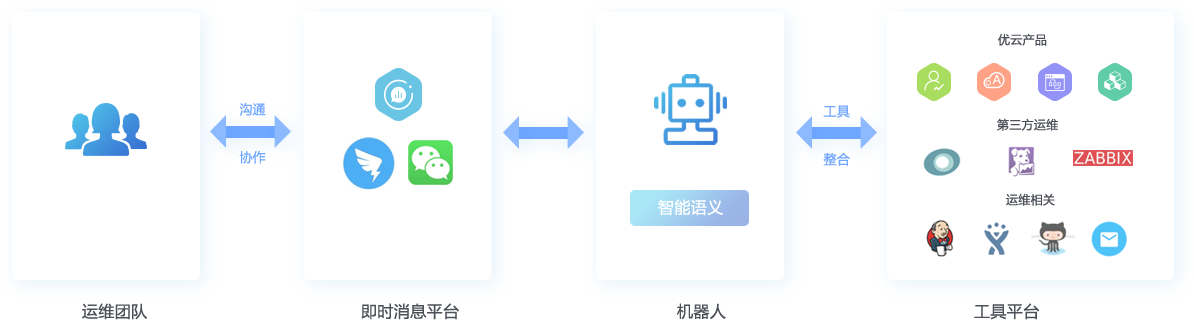 优云产品
沟通
协作
工具
整合
第三方运维
ZABBIX
智能语义
运维相关
运维团队
即时消息平台
机器人
工具平台